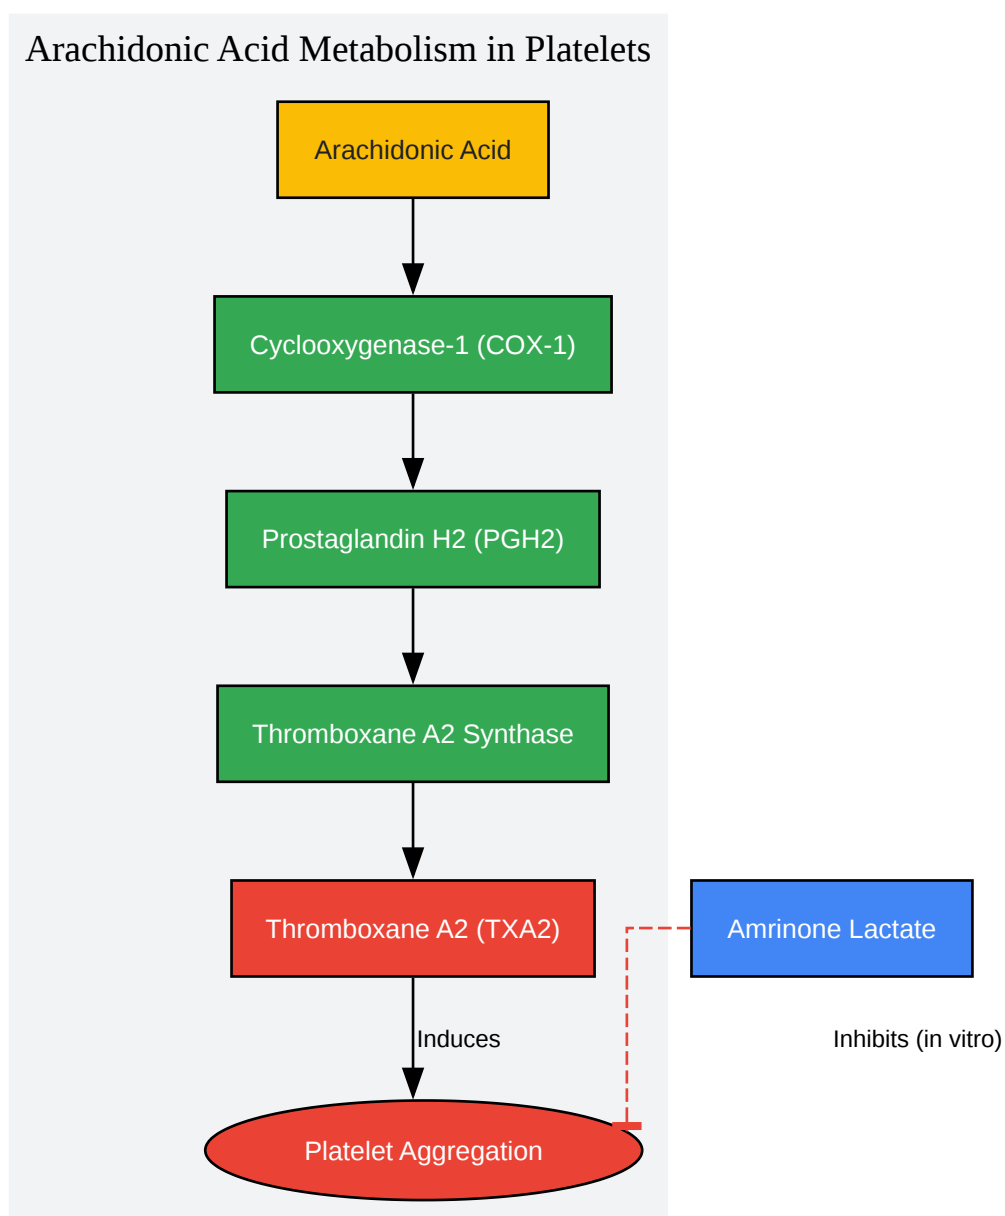 Arachidonic Acid Metabolism in Platelets
Arachidonic Acid
Cyclooxygenase-1 (COX-1)
Prostaglandin H2 (PGH2)
Thromboxane A2 Synthase
Thromboxane A2 (TXA2)
Amrinone Lactate
Induces
Inhibits (in vitro)
Platelet Aggregation